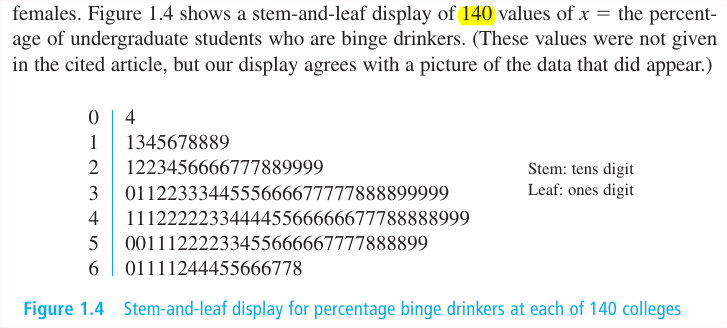 females. Figure 1.4 shows a stem-and-leaf display of 140 values of x = the percent-
age of undergraduate students who are binge drinkers. (These values were not given
in the cited article, but our display agrees with a picture of the data that did appear.)
0 4
1 1345678889
2 1223456666777889999
3 0112233344555666677777888899999
4 111222223344445566666677788888999
5 00111222233455666667777888899
6 01111244455666778
Stem: tens digit
Leaf: ones digit
Figure 1.4 Stem-and-leaf display for percentage binge drinkers at each of 140 colleges